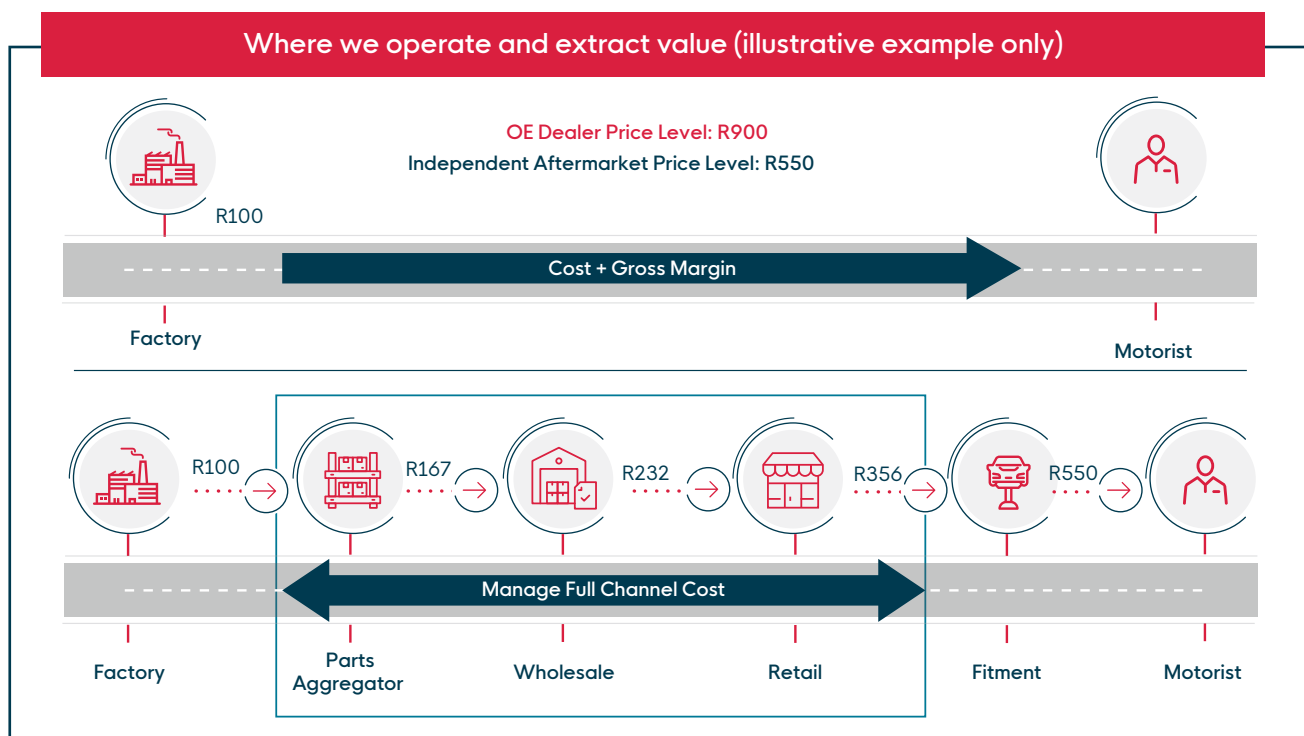 Where we operate and extract value (illustrative example only)
OE Dealer Price Level: R900
Independent Aftermarket Price Level: R550
R100
Cost + Gross Margin
Factory
Motorist
R100
R167
R232
R356
R550
Manage Full Channel Cost
Factory
Parts
Aggregator
Wholesale
Retail
Fitment
Motorist